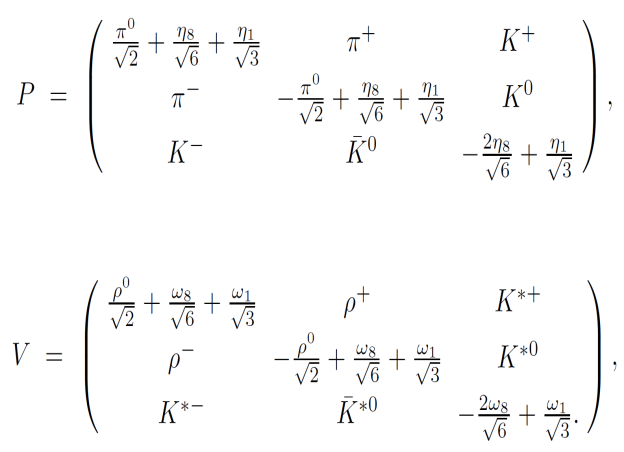 P = ( π⁰/√2 + η₈/√6 + η₁/√3   π⁺   K⁺
π⁻   −π⁰/√2 + η₈/√6 + η₁/√3   K⁰
K⁻   K̄⁰   −2η₈/√6 + η₁/√3 ) ,
V = ( ρ⁰/√2 + ω₈/√6 + ω₁/√3   ρ⁺   K*⁺
ρ⁻   −ρ⁰/√2 + ω₈/√6 + ω₁/√3   K*⁰
K*⁻   K̄*⁰   −2ω₈/√6 + ω₁/√3. ) ,